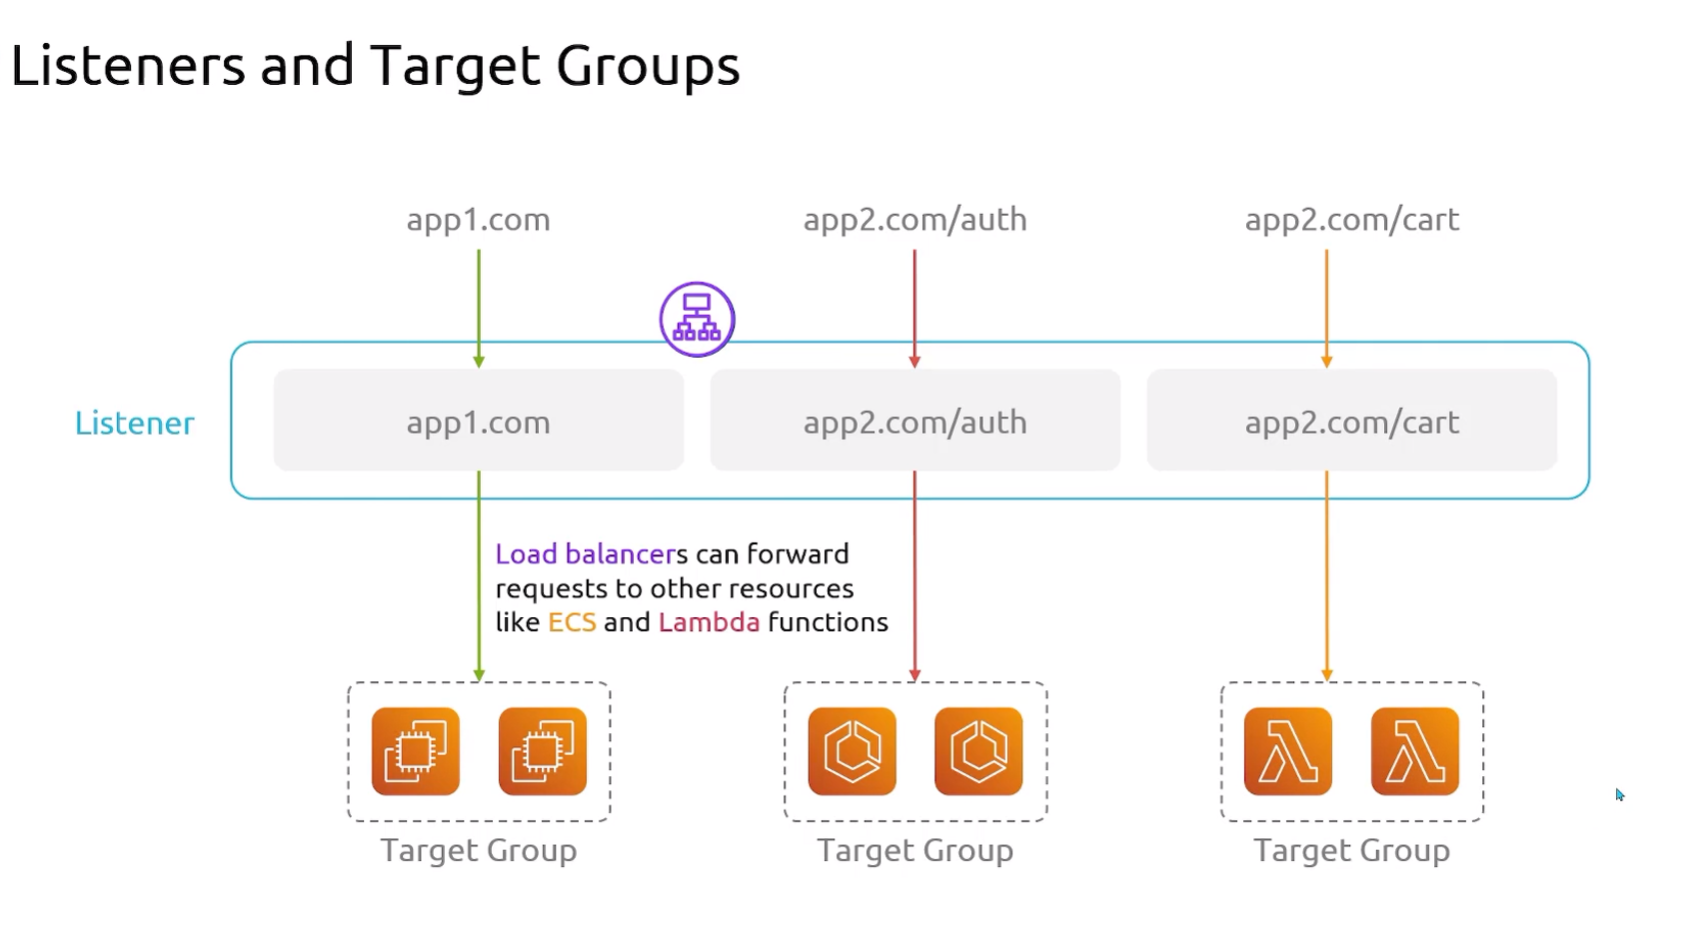 Listeners and Target Groups
app1.com
app2.com/auth
app2.com/cart
Listener
app1.com
app2.com/auth
app2.com/cart
Load balancers can forward
requests to other resources
like ECS and Lambda functions
Target Group
Target Group
Target Group